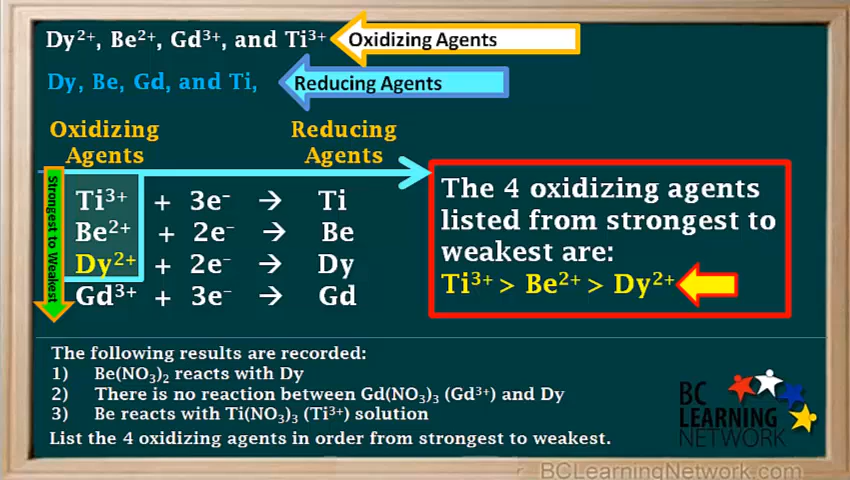 Dy²⁺, Be²⁺, Gd³⁺, and Ti³⁺ Oxidizing Agents
Dy, Be, Gd, and Ti, Reducing Agents
Oxidizing Agents
Reducing Agents
Strongest to Weakest
Ti³⁺ + 3e⁻ → Ti
Be²⁺ + 2e⁻ → Be
Dy²⁺ + 2e⁻ → Dy
Gd³⁺ + 3e⁻ → Gd
The 4 oxidizing agents
listed from strongest to
weakest are:
Ti³⁺ > Be²⁺ > Dy²⁺
The following results are recorded:
1) Be(NO₃)₂ reacts with Dy
2) There is no reaction between Gd(NO₃)₃ (Gd³⁺) and Dy
3) Be reacts with Ti(NO₃)₃ (Ti³⁺) solution
List the 4 oxidizing agents in order from strongest to weakest.
BC
LEARNING
NETWORK
BCLearningNetwork.com